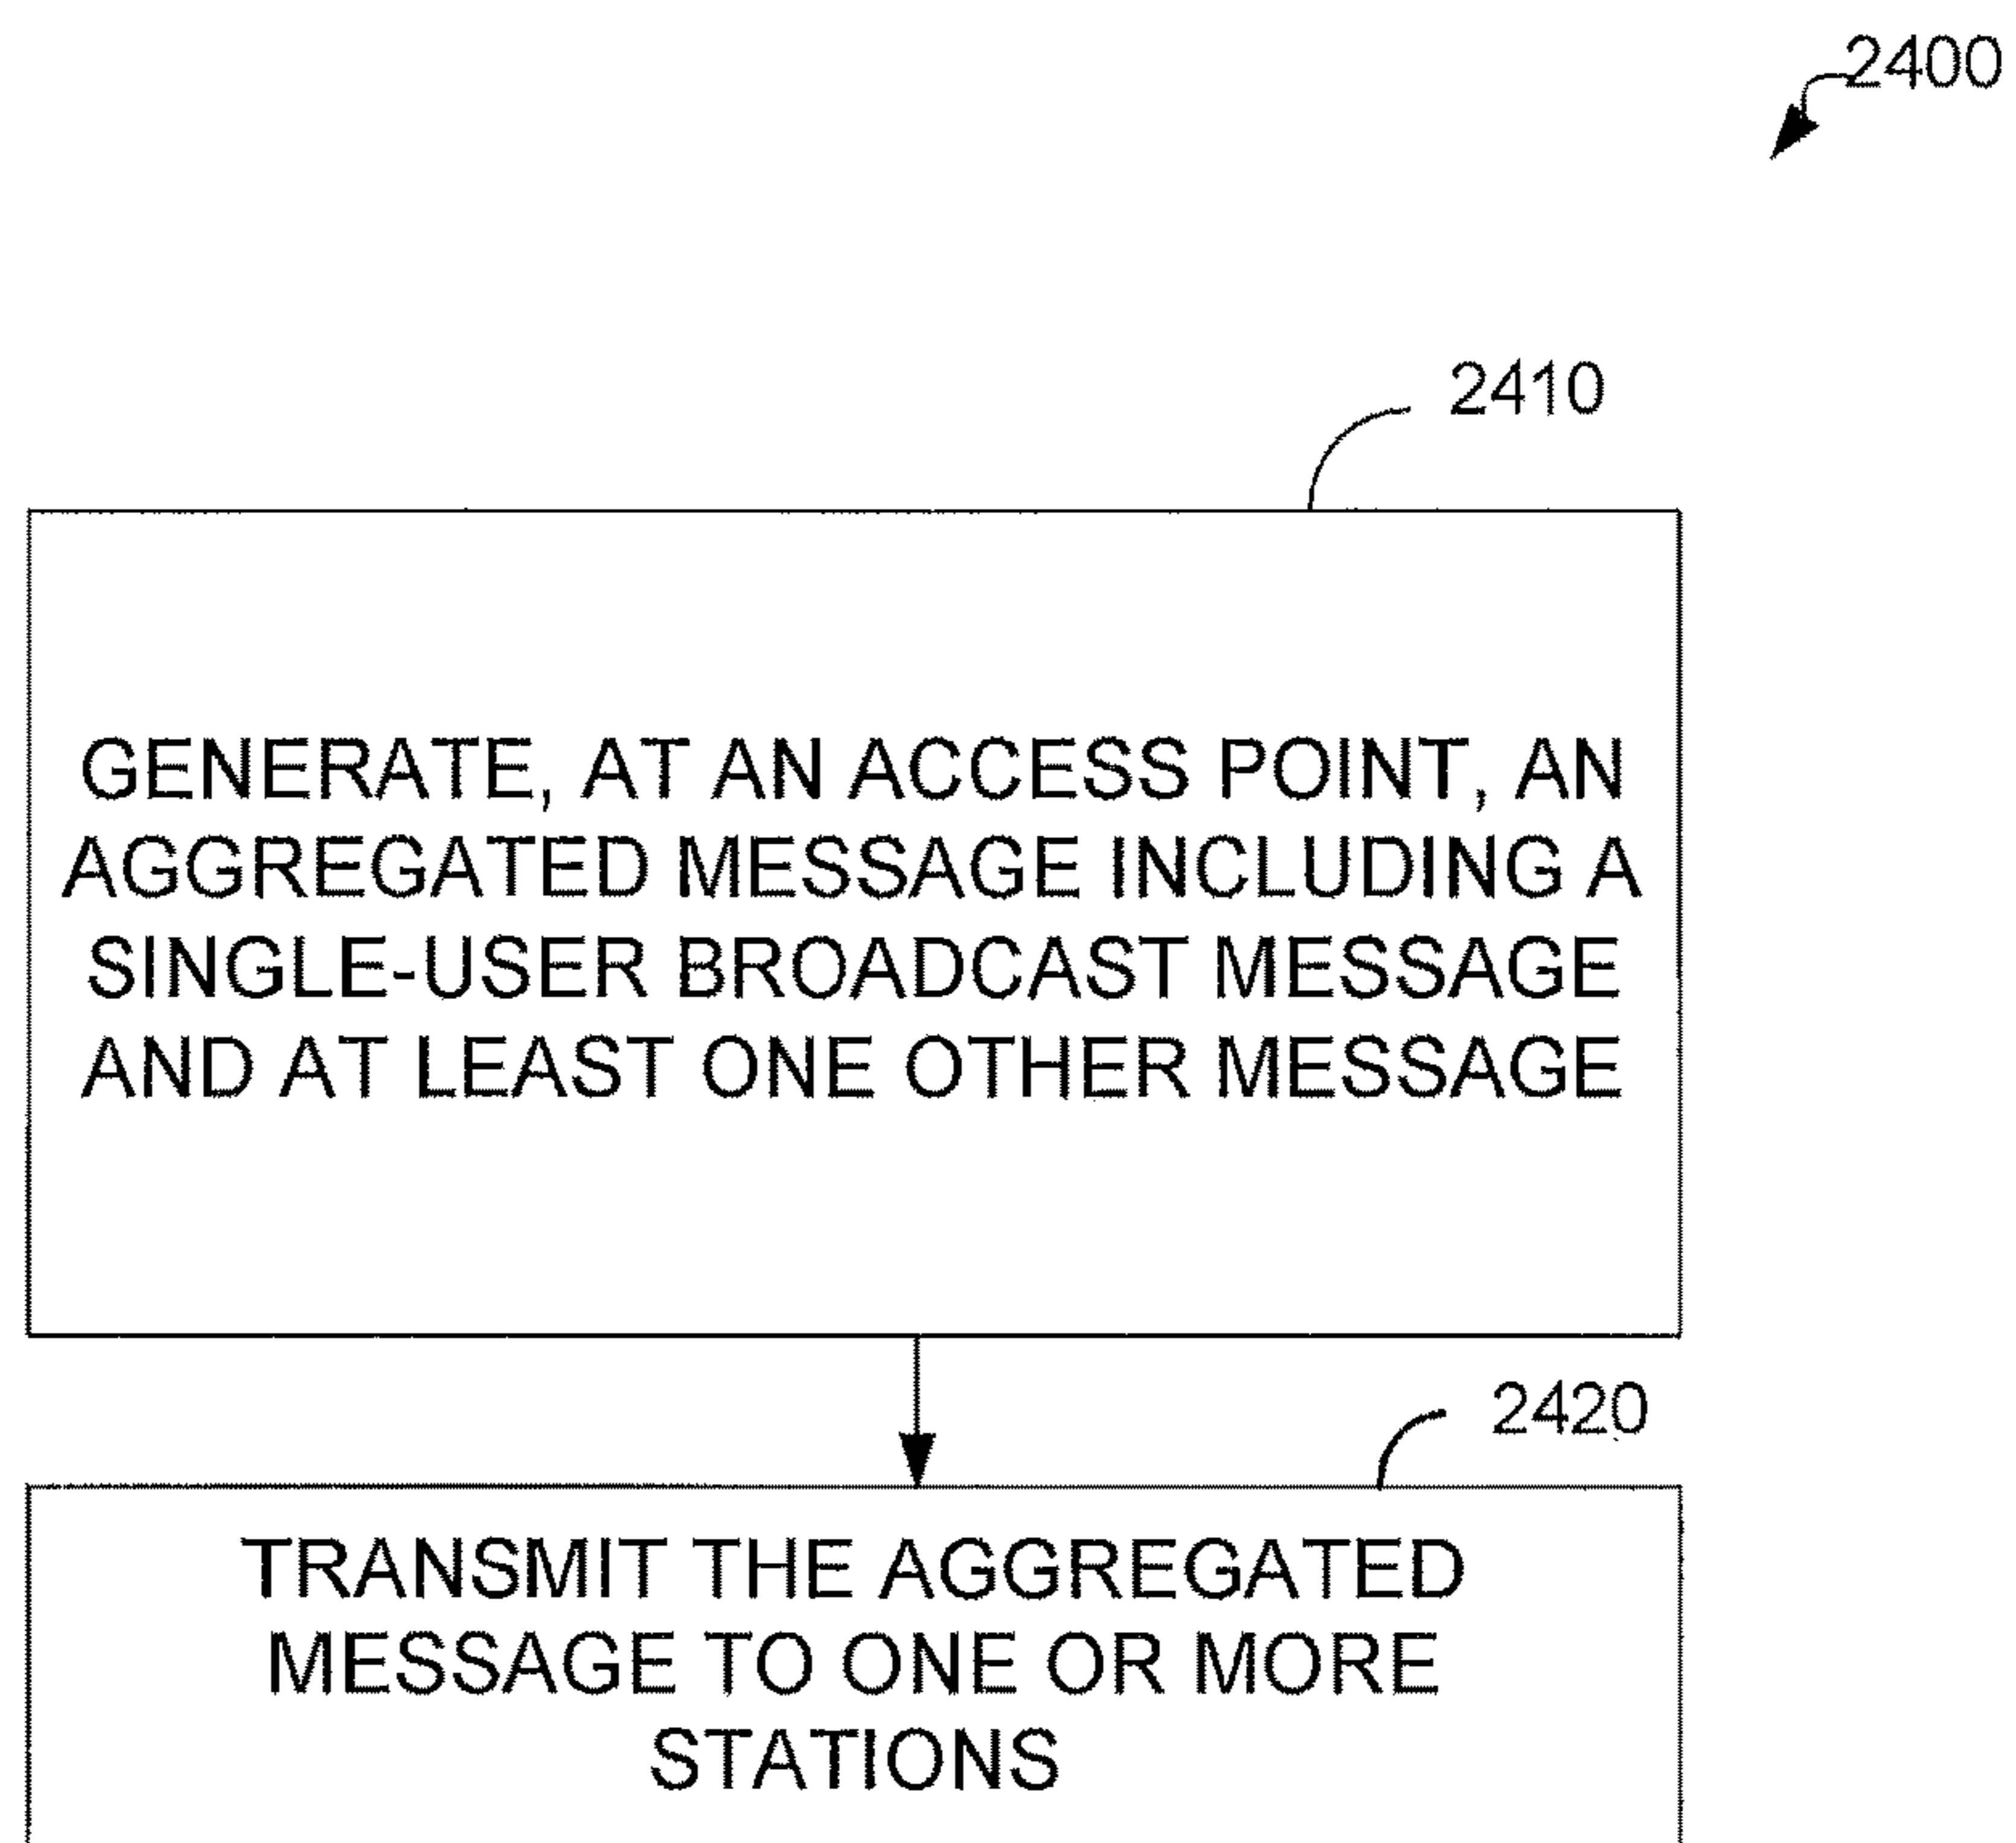 2400
2410
GENERATE, AT AN ACCESS POINT, AN
AGGREGATED MESSAGE INCLUDING A
SINGLE-USER BROADCAST MESSAGE
AND AT LEAST ONE OTHER MESSAGE
2420
TRANSMIT THE AGGREGATED
MESSAGE TO ONE OR MORE
STATIONS